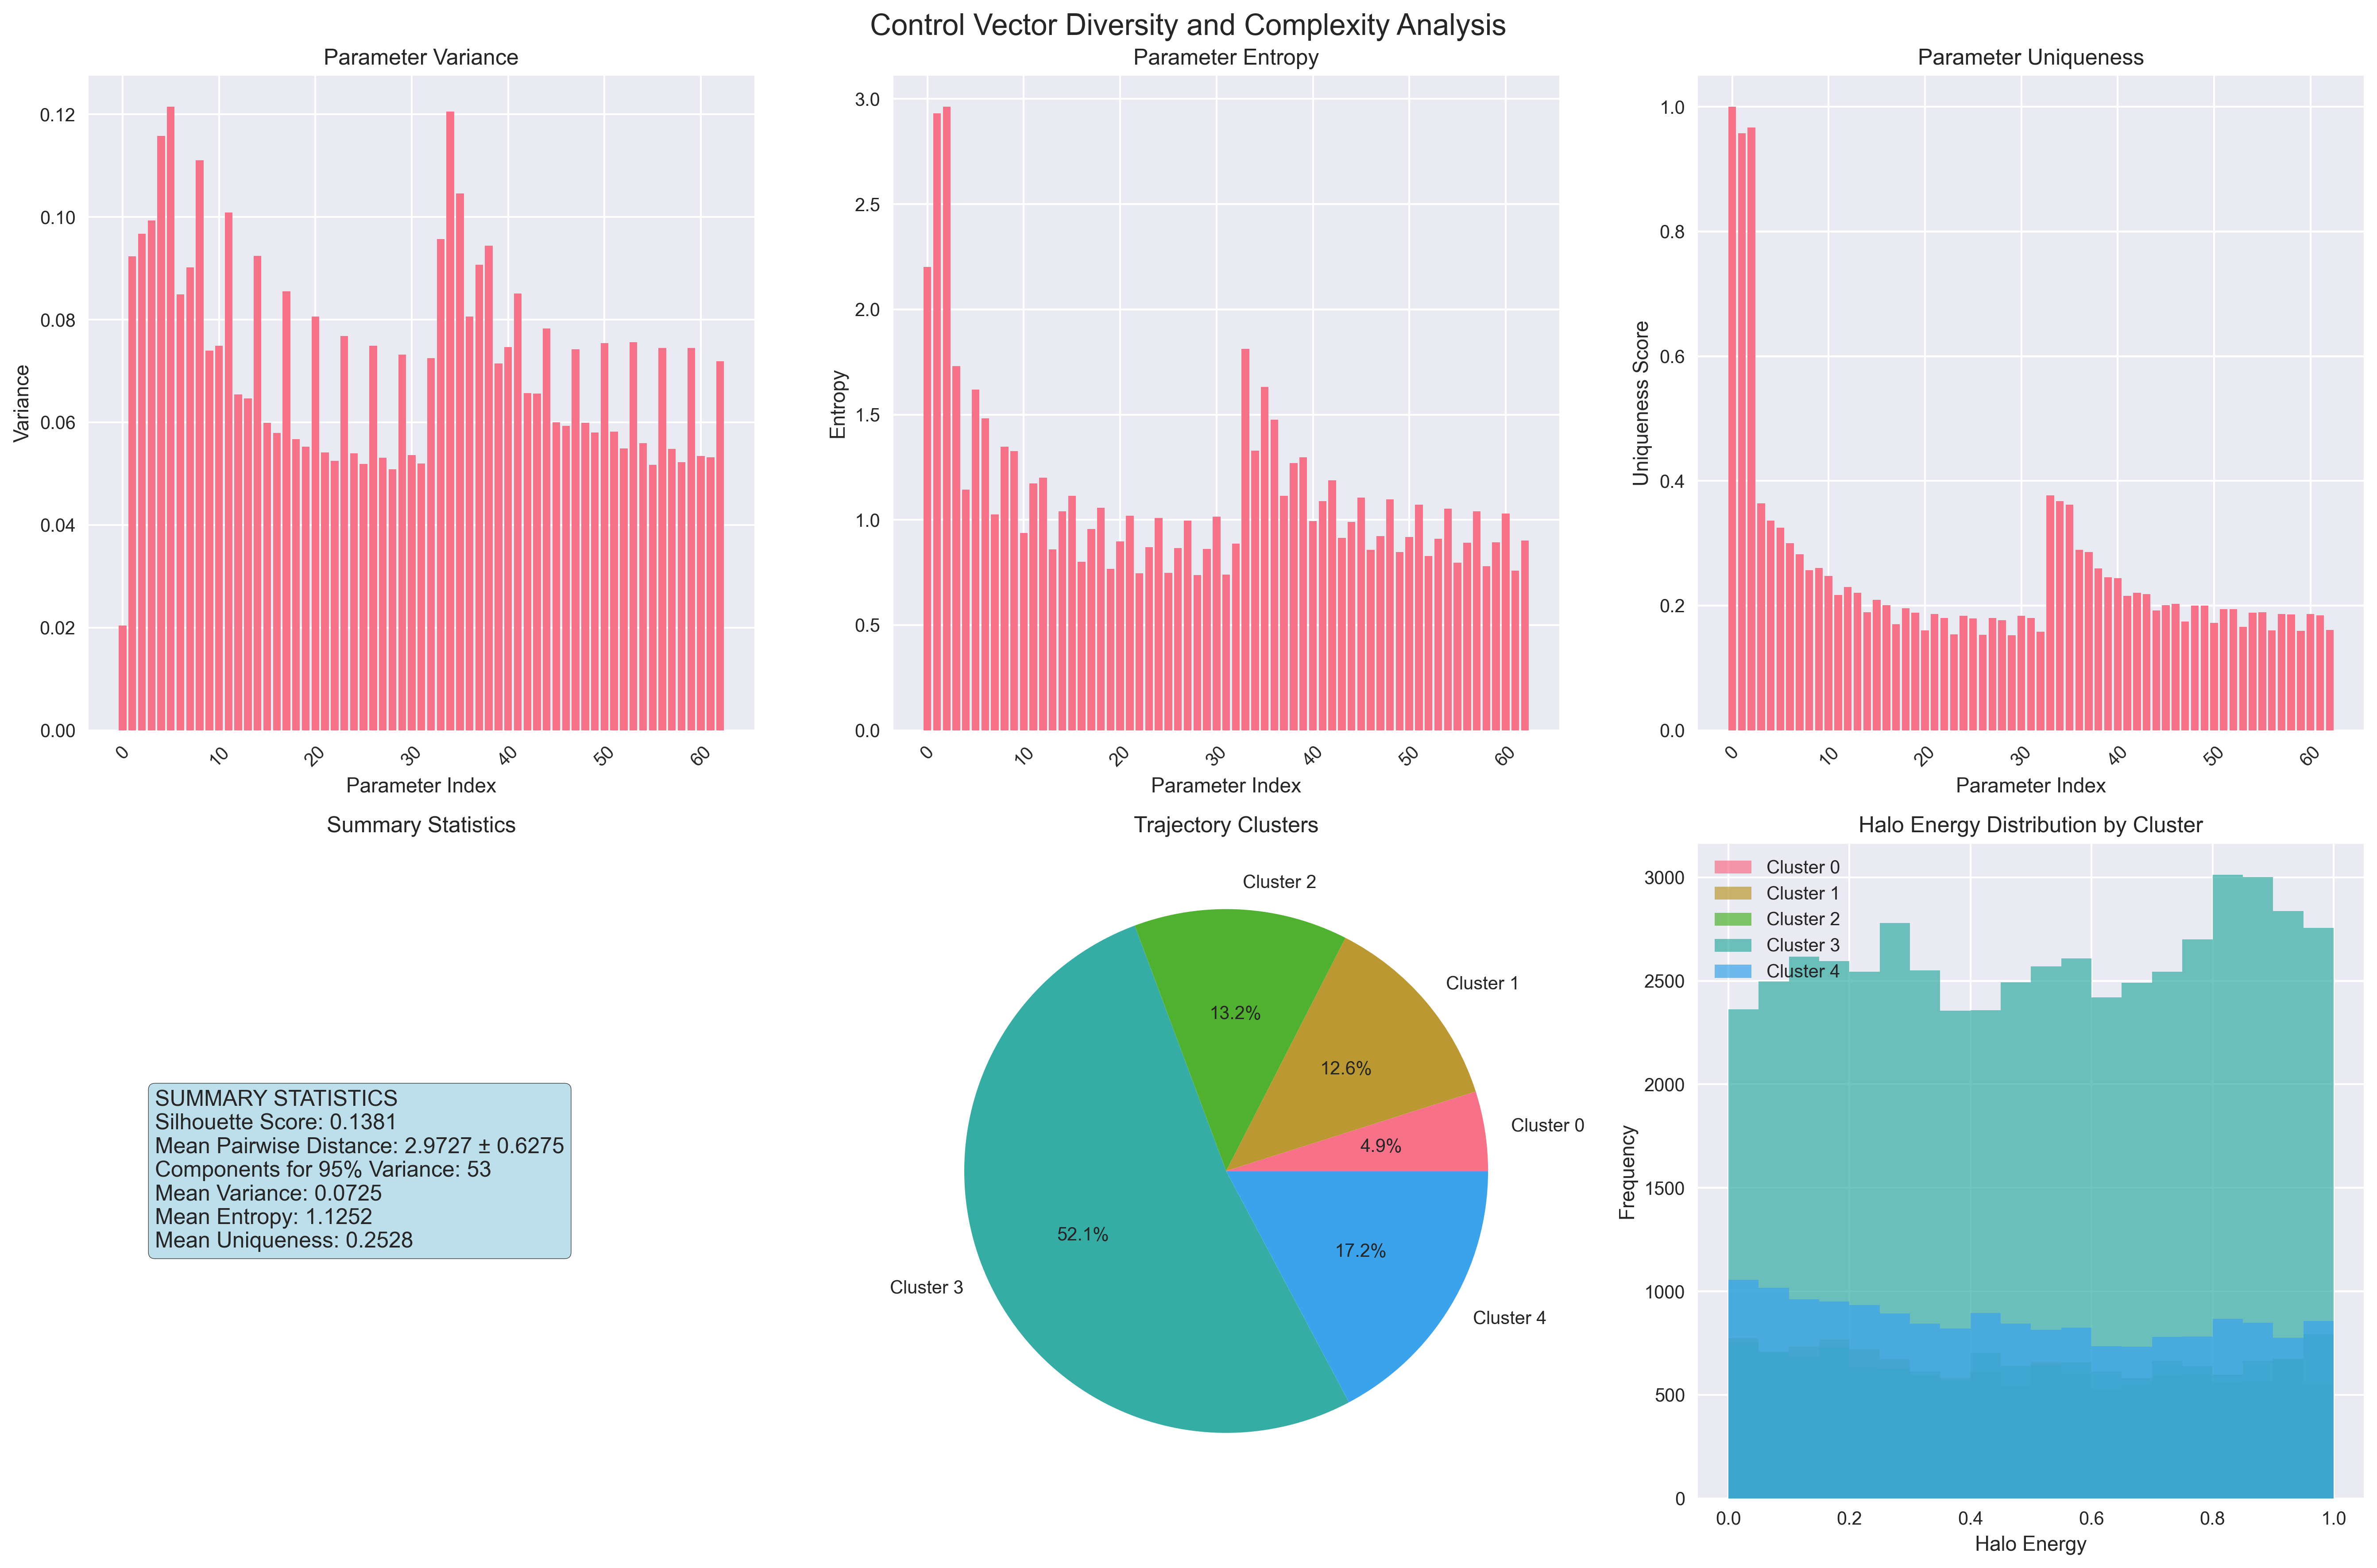 Control Vector Diversity and Complexity Analysis
Parameter Variance
Variance
0.12
0.10
0.08
0.06
0.04
0.02
0.00
0
10
20
30
40
50
60
Parameter Index
Parameter Entropy
Entropy
3.0
2.5
2.0
1.5
1.0
0.5
0.0
0
10
20
30
40
50
60
Parameter Index
Parameter Uniqueness
Uniqueness Score
1.0
0.8
0.6
0.4
0.2
0.0
0
10
20
30
40
50
60
Parameter Index
Summary Statistics
SUMMARY STATISTICS
Silhouette Score: 0.1381
Mean Pairwise Distance: 2.9727 ± 0.6275
Components for 95% Variance: 53
Mean Variance: 0.0725
Mean Entropy: 1.1252
Mean Uniqueness: 0.2528
Trajectory Clusters
Cluster 2
13.2%
Cluster 1
12.6%
Cluster 0
4.9%
52.1%
Cluster 3
17.2%
Cluster 4
Halo Energy Distribution by Cluster
Cluster 0
Cluster 1
Cluster 2
Cluster 3
Cluster 4
Frequency
3000
2500
2000
1500
1000
500
0
0.0
0.2
0.4
0.6
0.8
1.0
Halo Energy